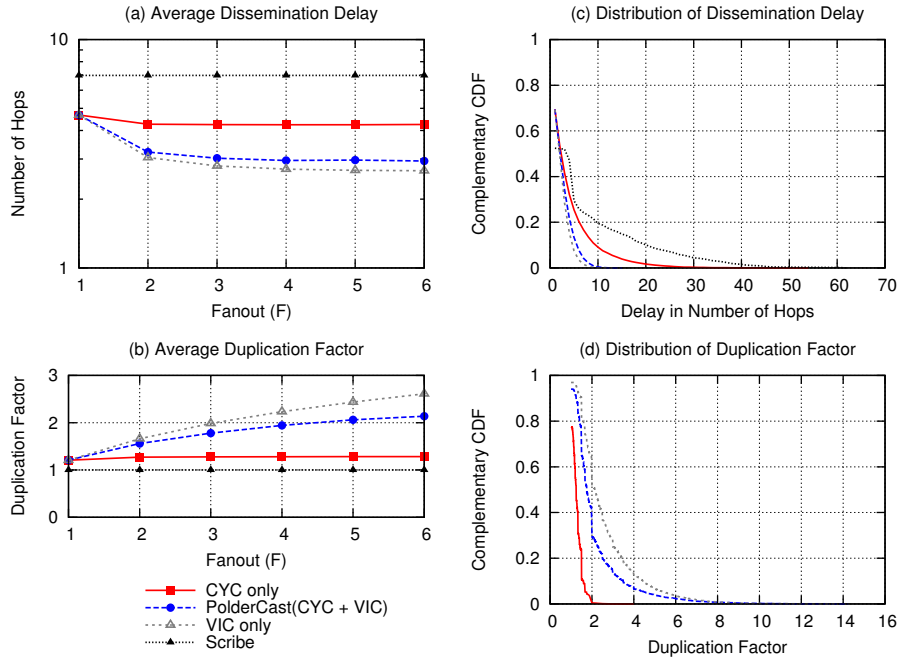 (a) Average Dissemination Delay
10
1
Number of Hops
1 2 3 4 5 6
Fanout (F)
(b) Average Duplication Factor
3
2
1
0
Duplication Factor
1 2 3 4 5 6
Fanout (F)
CYC only
PolderCast(CYC + VIC)
VIC only
Scribe
(c) Distribution of Dissemination Delay
1
0.8
0.6
0.4
0.2
0
Complementary CDF
0 10 20 30 40 50 60 70
Delay in Number of Hops
(d) Distribution of Duplication Factor
1
0.8
0.6
0.4
0.2
0
Complementary CDF
0 2 4 6 8 10 12 14 16
Duplication Factor